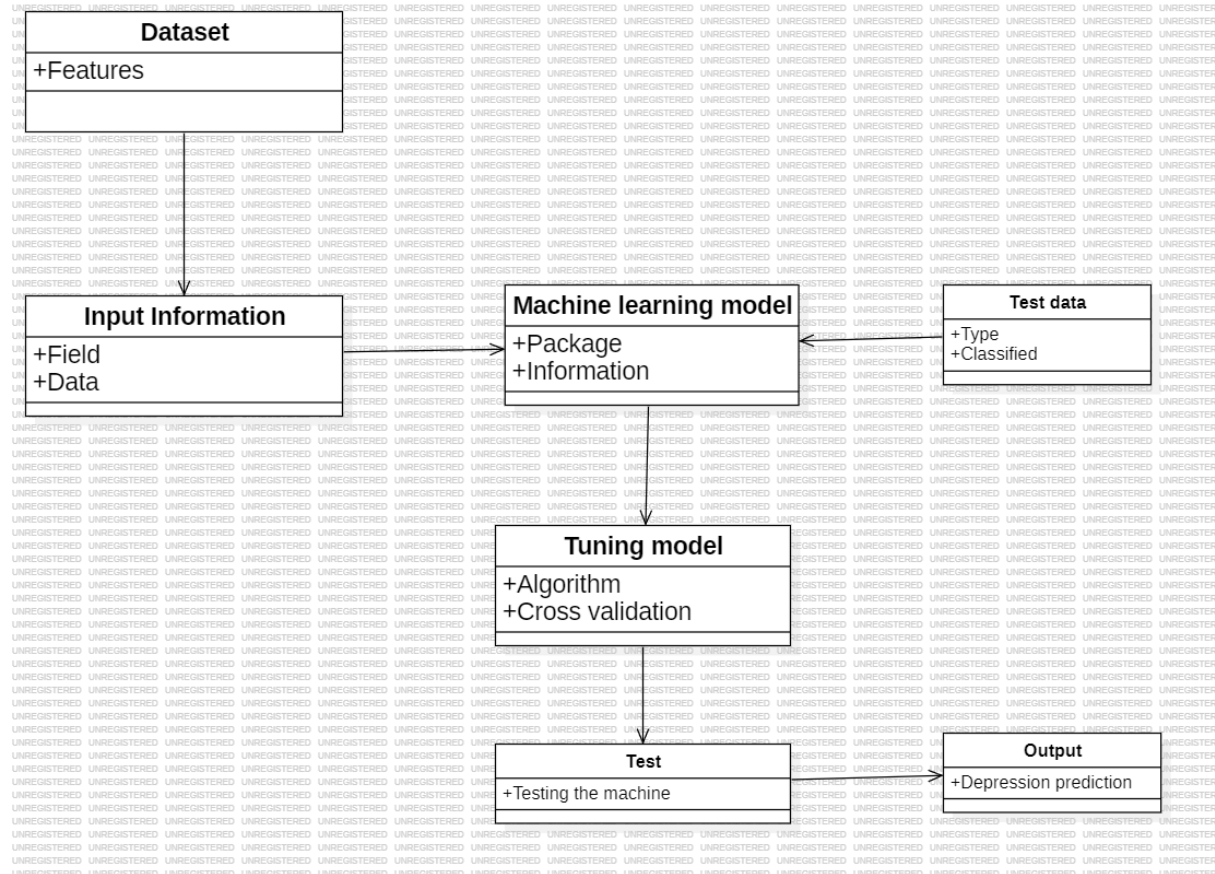 Dataset
+Features
Input Information
+Field
+Data
Machine learning model
+Package
+Information
Test data
+Type
+Classified
Tuning model
+Algorithm
+Cross validation
Test
+Testing the machine
Output
+Depression prediction
UNREGISTERED